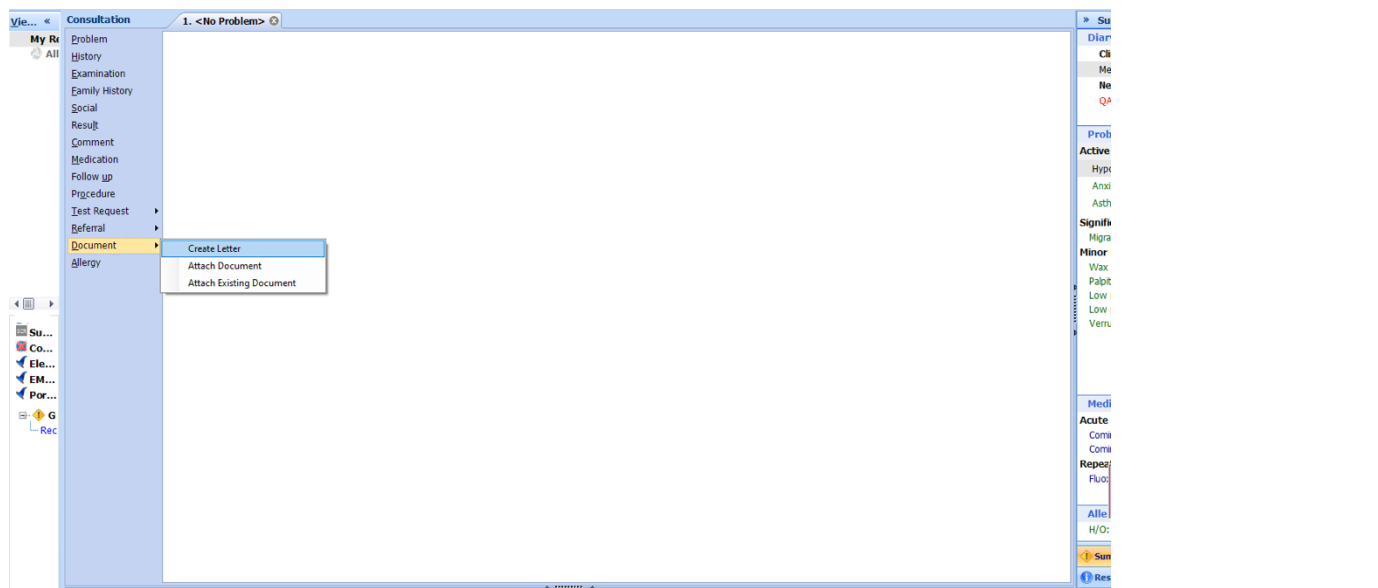 Vie... «
My Re
All
Su...
Co...
Ele...
EM...
Por...
G
Rec
Consultation
Problem
History
Examination
Family History
Social
Result
Comment
Medication
Follow up
Procedure
Test Request
Referral
Document
Allergy
Create Letter
Attach Document
Attach Existing Document
1. <No Problem>
» Su
Diar
Cli
Me
Ne
QA
Prob
Active
Hypo
Anxi
Asth
Signifi
Migra
Minor
Wax
Palpit
Low
Low
Verru
Medi
Acute
Comi
Comi
Repea
Fluo:
Alle
H/O:
Sum
Res